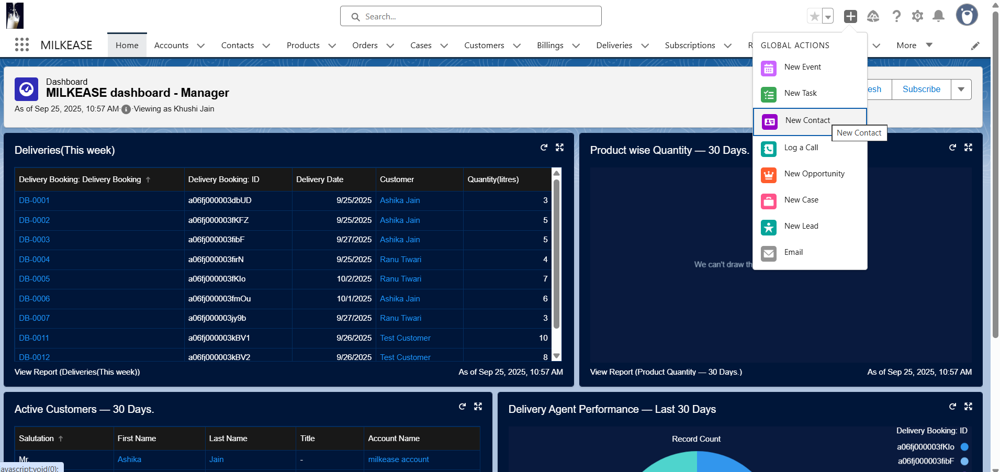 Search...
MILKEASE
Home
Accounts
Contacts
Products
Orders
Cases
Customers
Billings
Deliveries
Subscriptions
More
GLOBAL ACTIONS
New Event
New Task
New Contact
New Contact
Log a Call
New Opportunity
New Case
New Lead
Email
Dashboard
MILKEASE dashboard - Manager
As of Sep 25, 2025, 10:57 AM·Viewing as Khushi Jain
esh
Subscribe
Deliveries(This week)
Delivery Booking: Delivery Booking ↑ Delivery Booking: ID Delivery Date Customer Quantity(litres)
DB-0001 a06fj000003dbUD 9/25/2025 Ashika Jain 3
DB-0002 a06fj000003fKFZ 9/25/2025 Ashika Jain 5
DB-0003 a06fj000003fibF 9/27/2025 Ashika Jain 5
DB-0004 a06fj000003firN 9/25/2025 Ranu Tiwari 4
DB-0005 a06fj000003fKIo 10/2/2025 Ranu Tiwari 7
DB-0006 a06fj000003fmOu 10/1/2025 Ashika Jain 6
DB-0007 a06fj000003jy9b 9/27/2025 Ranu Tiwari 3
DB-0011 a06fj000003kBV1 9/26/2025 Test Customer 10
DB-0012 a06fj000003kBV2 9/26/2025 Test Customer 8
View Report (Deliveries(This week))
As of Sep 25, 2025, 10:57 AM
Product wise Quantity — 30 Days.
We can't draw th
View Report (Product Quantity — 30 Days.)
As of Sep 25, 2025, 10:57 AM
Active Customers — 30 Days.
Salutation ↑ First Name Last Name Title Account Name
Mr. Ashika Jain - milkease account
Delivery Agent Performance — Last 30 Days
Record Count
Delivery Booking: ID
a06fj000003fKIo
a06fj000003fibF
avascript:void(0);